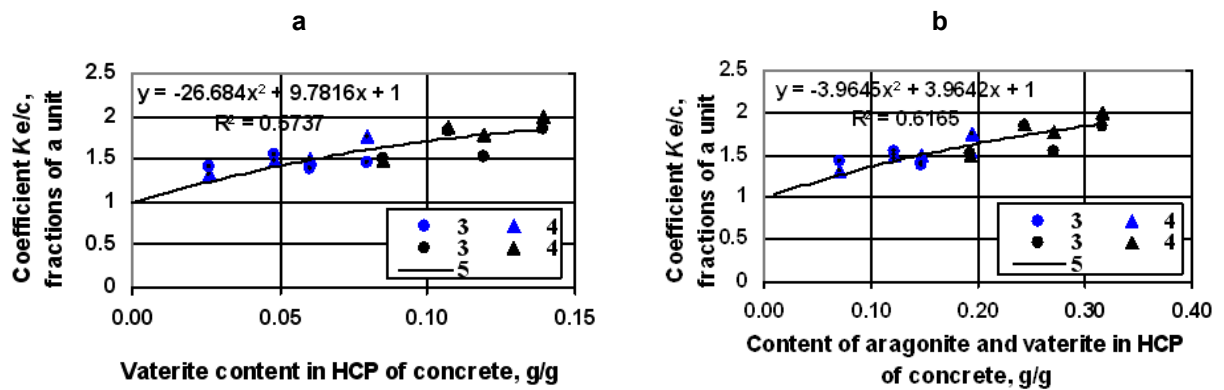 a
y = -26.684x² + 9.7816x + 1
R² = 0.5737
Coefficient K e/c,
fractions of a unit
2.5
2
1.5
1
0.5
0
3 4
3 4
5
0.00 0.05 0.10 0.15
Vaterite content in HCP of concrete, g/g
b
y = -3.9645x² + 3.9642x + 1
R² = 0.6165
Coefficient K e/c,
fractions of a unit
2.5
2
1.5
1
0.5
0
3 4
3 4
5
0.00 0.10 0.20 0.30 0.40
Content of aragonite and vaterite in HCP
of concrete, g/g